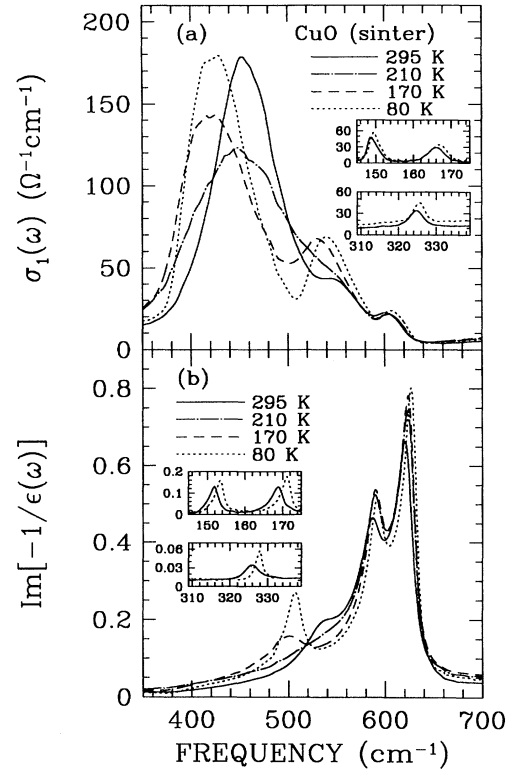 (a) CuO (sinter)
295 K
210 K
170 K
80 K
200
150
100
50
0
σ₁(ω) (Ω⁻¹cm⁻¹)
60
30
0
150 160 170
60
30
0
310 320 330
(b)
295 K
210 K
170 K
80 K
0.8
0.6
0.4
0.2
0
Im[-1/ϵ(ω)]
0.2
0.1
0
150 160 170
0.06
0.03
0
310 320 330
400 500 600 700
FREQUENCY (cm⁻¹)